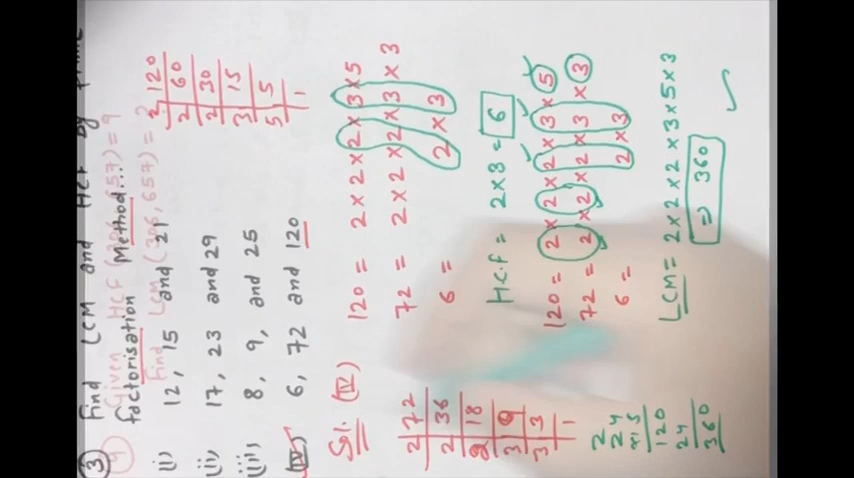 ③ Find LCM and HCF by prime
factorisation Method...
④ Given HCF (306, 657) = 9
Find LCM (306, 657) = ?
(i) 12, 15 and 21
(ii) 17, 23 and 29
(iii) 8, 9, and 25
(iv) 6, 72 and 120
2 | 120
2 | 60
2 | 30
3 | 15
5 | 5
1
Sol. (iv)
2 | 72
2 | 36
2 | 18
3 | 9
3 | 3
1
120 = 2 x 2 x 2 x 3 x 5
72 = 2 x 2 x 2 x 3 x 3
6 = 2 x 3
H.C.F = 2 x 3 = 6
120 = 2 x 2 x 2 x 3 x 5
72 = 2 x 2 x 2 x 3 x 3
6 = 2 x 3
LCM = 2 x 2 x 2 x 3 x 5 x 3
⇒ 360
2
24
x15
120
24
360